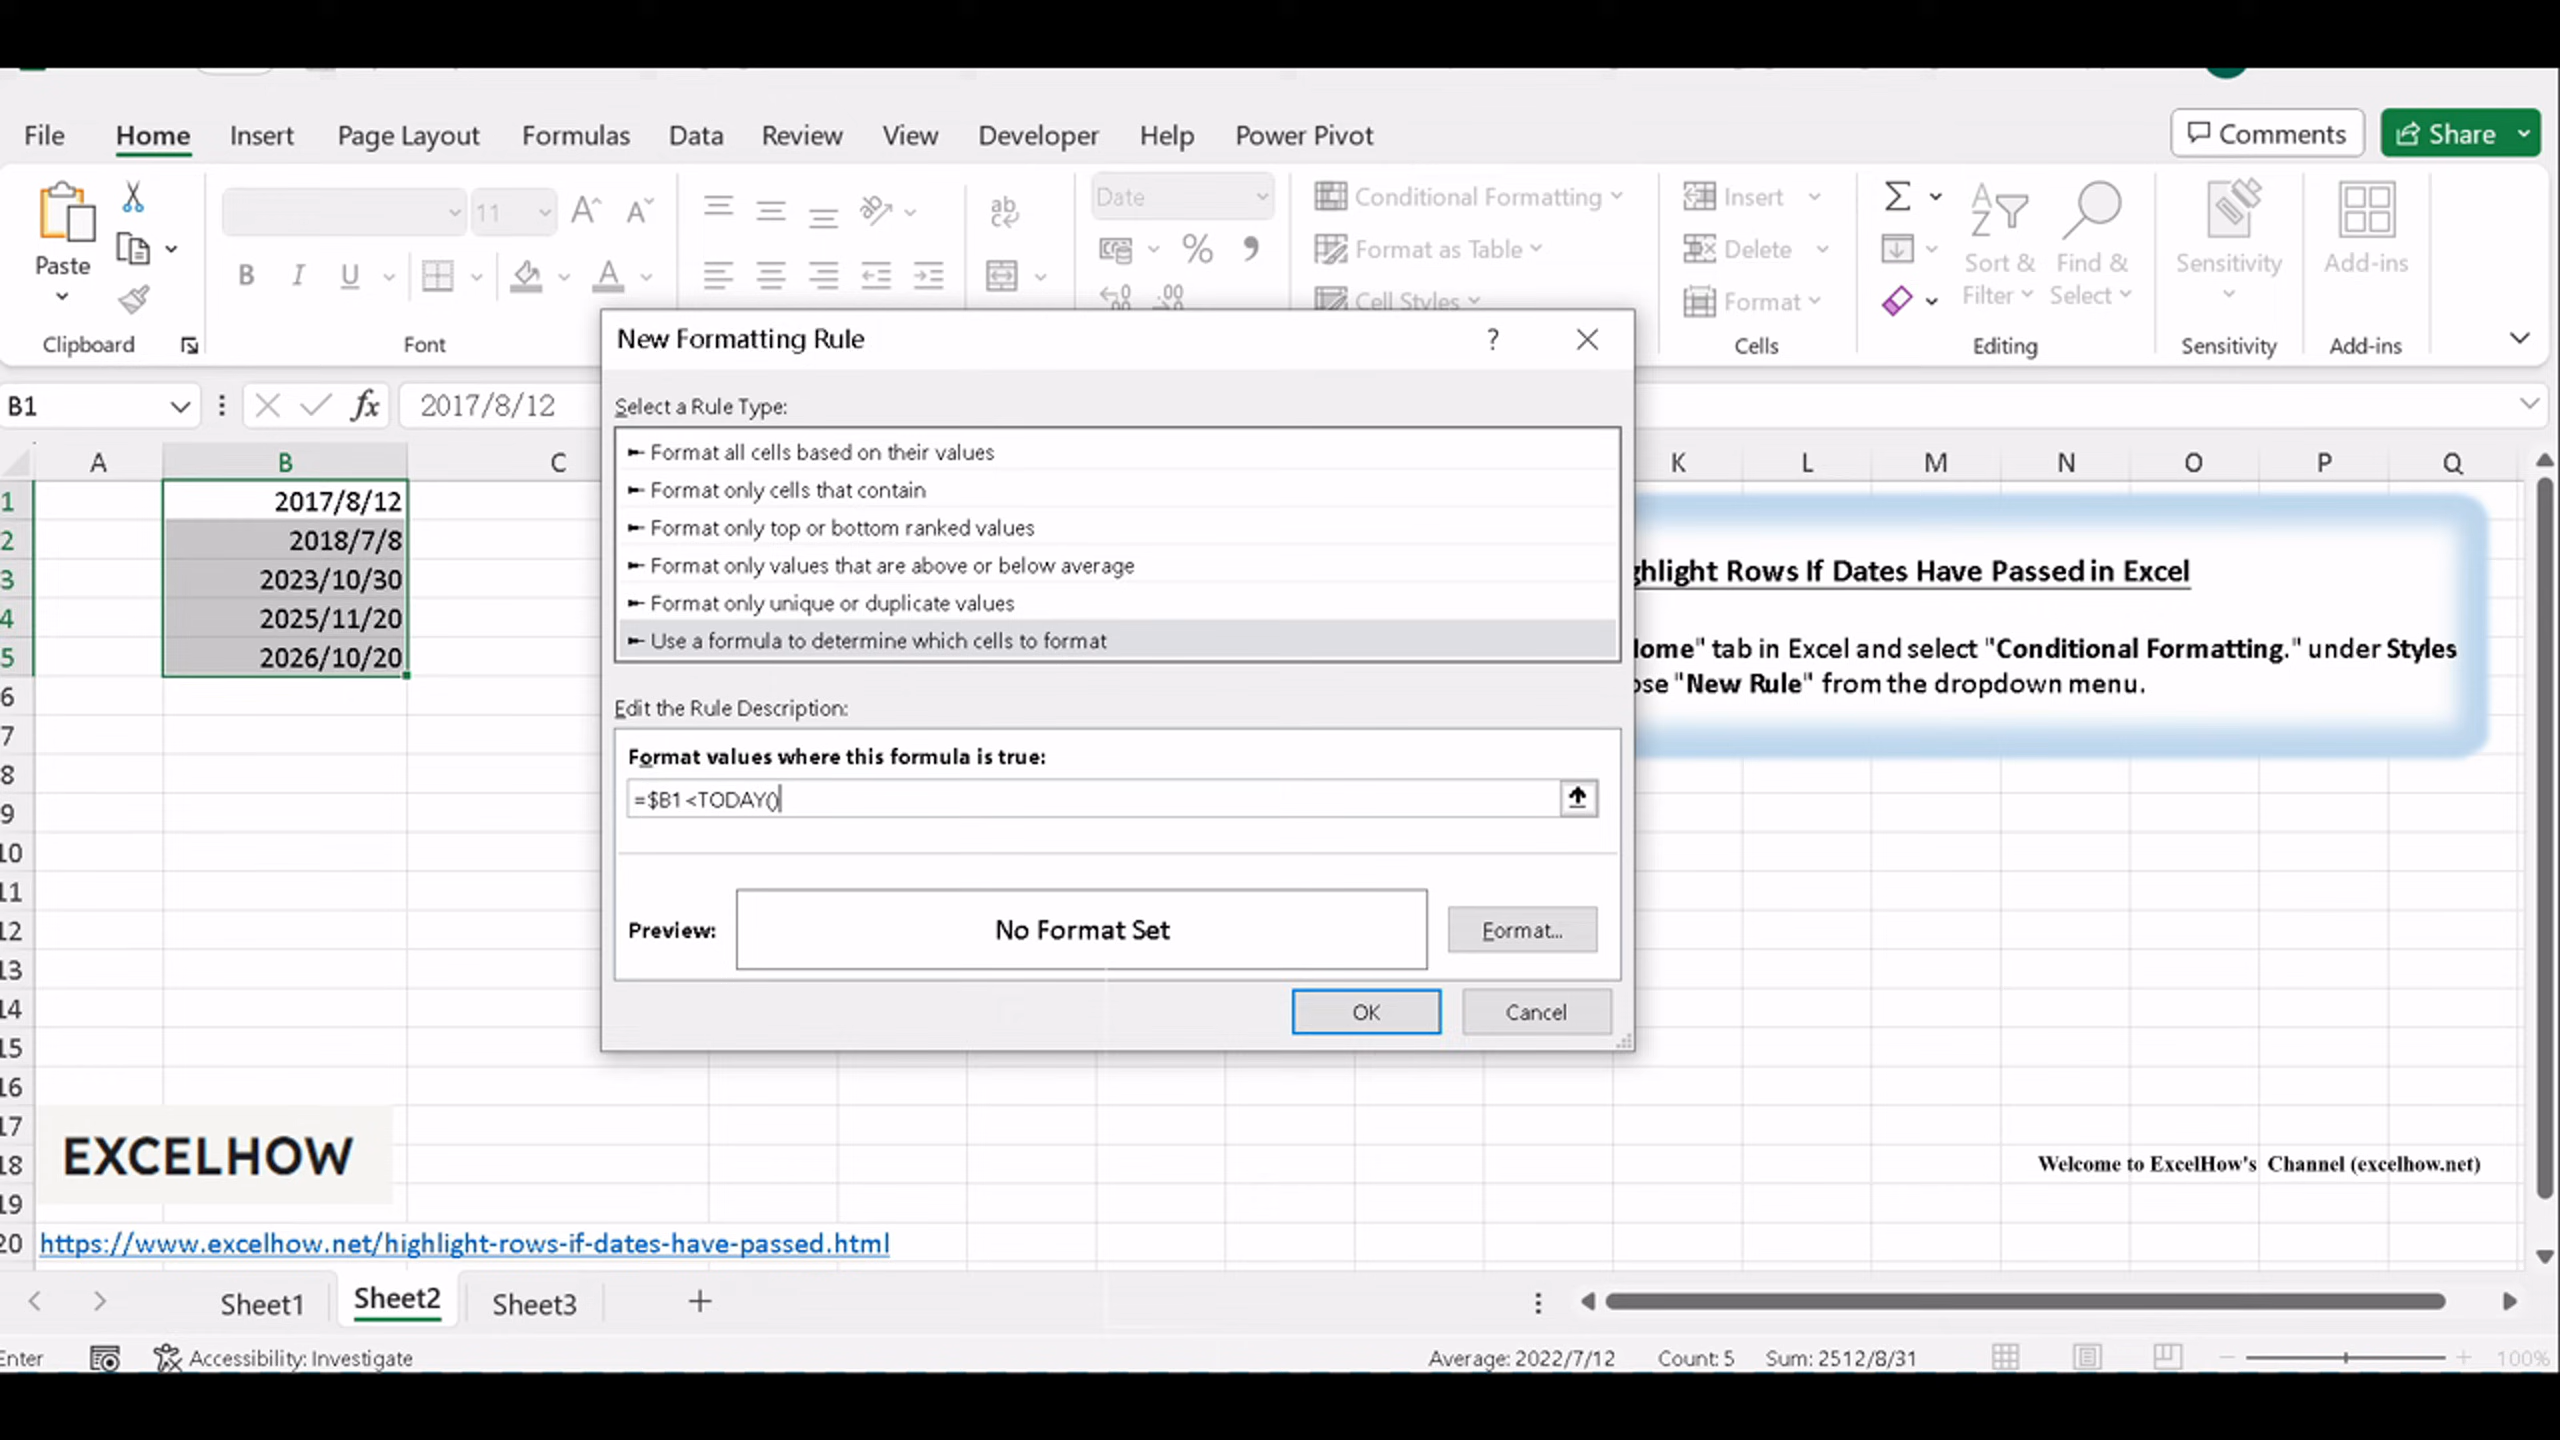 File Home Insert Page Layout Formulas Data Review View Developer Help Power Pivot Comments Share
Paste
11
Date
Conditional Formatting
Format as Table
Cell Styles
Insert
Delete
Format
Sort &
Filter
Find &
Select
Sensitivity
Add-ins
Clipboard Font Cells Editing Sensitivity Add-ins
B1 fx 2017/8/12
A B C K L M N O P Q
1 2017/8/12
2 2018/7/8
3 2023/10/30
4 2025/11/20
5 2026/10/20
6
7
8
9
10
11
12
13
14
15
16
17
18
19
20
New Formatting Rule ?
Select a Rule Type:
Format all cells based on their values
Format only cells that contain
Format only top or bottom ranked values
Format only values that are above or below average
Format only unique or duplicate values
Use a formula to determine which cells to format
Edit the Rule Description:
Format values where this formula is true:
=$B1<TODAY()
Preview: No Format Set Format...
OK Cancel
Rows If Dates Have Passed in Excel
tab in Excel and select "Conditional Formatting." under Styles
"New Rule" from the dropdown menu.
EXCELHOW
Welcome to ExcelHow's Channel (excelhow.net)
https://www.excelhow.net/highlight-rows-if-dates-have-passed.html
Sheet1 Sheet2 Sheet3 +
Enter Accessibility: Investigate Average: 2022/7/12 Count: 5 Sum: 2512/8/31 100%